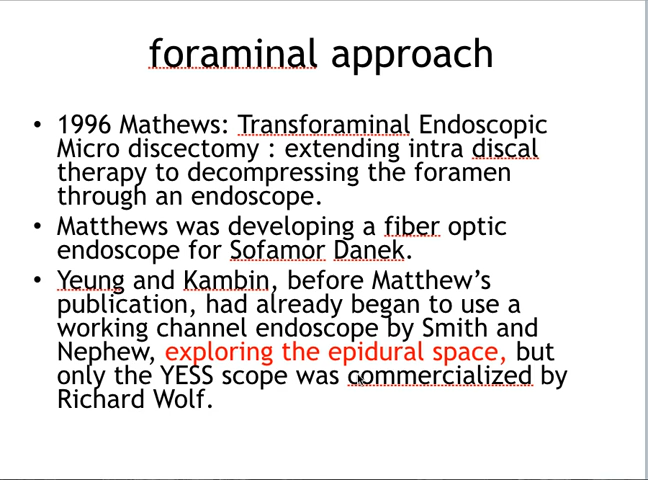 foraminal approach
• 1996 Mathews: Transforaminal Endoscopic
Micro discectomy : extending intra discal
therapy to decompressing the foramen
through an endoscope.
• Matthews was developing a fiber optic
endoscope for Sofamor Danek.
• Yeung and Kambin, before Matthew’s
publication, had already began to use a
working channel endoscope by Smith and
Nephew, exploring the epidural space, but
only the YESS scope was commercialized by
Richard Wolf.